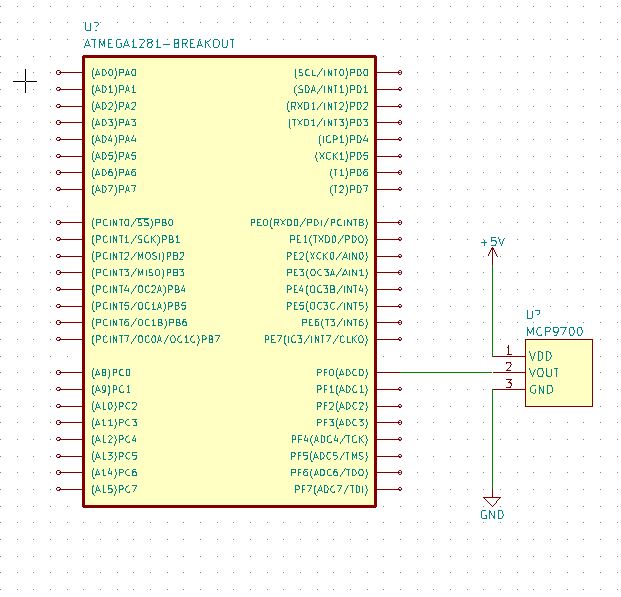 U?
ATMEGA1281-BREAKOUT
(AD0)PA0
(AD1)PA1
(AD2)PA2
(AD3)PA3
(AD4)PA4
(AD5)PA5
(AD6)PA6
(AD7)PA7
(PCINT0/SS)PB0
(PCINT1/SCK)PB1
(PCINT2/MOSI)PB2
(PCINT3/MISO)PB3
(PCINT4/OC2A)PB4
(PCINT5/OC1A)PB5
(PCINT6/OC1B)PB6
(PCINT7/OC0A/OC1C)PB7
(A8)PC0
(A9)PC1
(A10)PC2
(A11)PC3
(A12)PC4
(A13)PC5
(A14)PC6
(A15)PC7
(SCL/INT0)PD0
(SDA/INT1)PD1
(RXD1/INT2)PD2
(TXD1/INT3)PD3
(ICP1)PD4
(XCK1)PD5
(T1)PD6
(T2)PD7
PE0(RXD0/PDI/PCINT8)
PE1(TXD0/PDO)
PE2(XCK0/AIN0)
PE3(OC3A/AIN1)
PE4(OC3B/INT4)
PE5(OC3C/INT5)
PE6(T3/INT6)
PE7(IC3/INT7/CLKO)
PF0(ADC0)
PF1(ADC1)
PF2(ADC2)
PF3(ADC3)
PF4(ADC4/TCK)
PF5(ADC5/TMS)
PF6(ADC6/TDO)
PF7(ADC7/TDI)
+5V
U?
MCP9700
1 VDD
2 VOUT
3 GND
GND